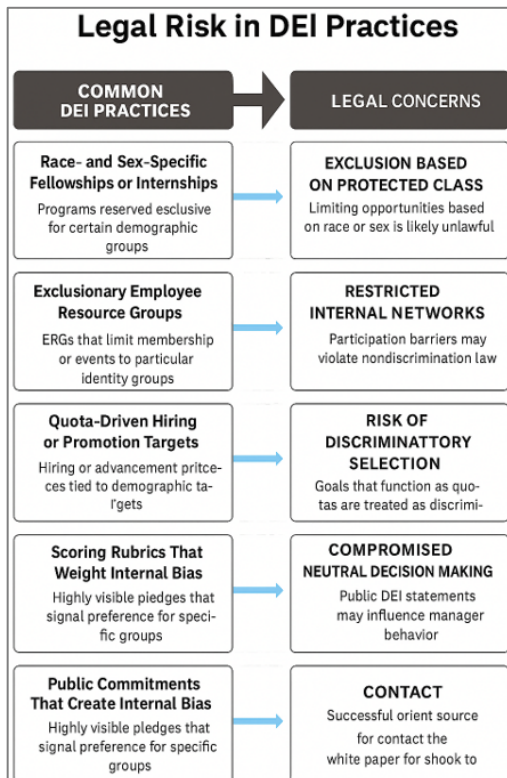 Legal Risk in DEI Practices
COMMON
DEI PRACTICES
LEGAL CONCERNS
Race- and Sex-Specific
Fellowships or Internships
Programs reserved esclusive
for certain demographic
groups
EXCLUSION BASED
ON PROTECTED CLASS
Limiting opportunities based
on race or sex is likely unlawful
Exclusionary Employee
Resource Groups
ERGs that limit membership
or events to particular
identity groups
RESTRICTED
INTERNAL NETWORKS
Participation barriers may
violate nondiscrimination law
Quota-Driven Hiring
or Promotion Targets
Hiring or advancement pritce-
ces tied to demographic ta-
l'gets
RISK OF
DISCRIMINATTORY
SELECTION
Goals that function as quo-
tas are treated as discrimi-
Scoring Rubrics That
Weight Internal Bias
Highly visible pledges that
signal preference for speci-
fic groups
COMPROMISED
NEUTRAL DECISION MAKING
Public DEI statements
may influence manager
behavior
Public Commitments
That Create Internal Bias
Highly visible pledges that
signal preference for specific
groups
CONTACT
Successful orient source
for contact the
white paper for shook to